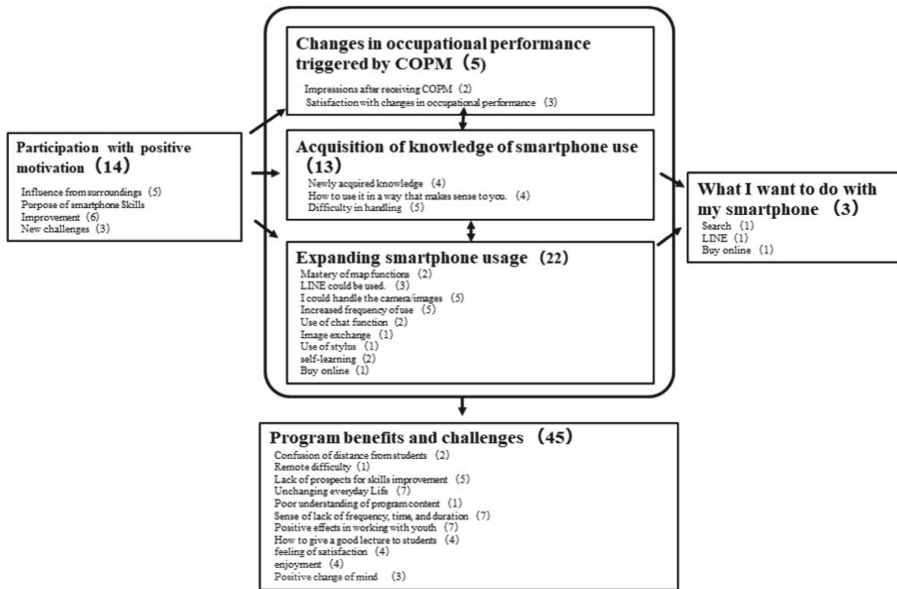 Changes in occupational performance
triggered by COPM (5)
Impressions after receiving COPM (2)
Satisfaction with changes in occupational performance (3)
Participation with positive
motivation (14)
Influence from surroundings (5)
Purpose of smartphone Skills
Improvement (6)
New challenges (3)
Acquisition of knowledge of smartphone use
(13)
Newly acquired knowledge (4)
How to use it in a way that makes sense to you. (4)
Difficulty in handling (5)
What I want to do with
my smartphone (3)
Search (1)
LINE (1)
Buy online (1)
Expanding smartphone usage (22)
Mastery of map functions (2)
LINE could be used. (3)
I could handle the camera/images (5)
Increased frequency of use (5)
Use of chat function (2)
Image exchange (1)
Use of stylus (1)
self-learning (2)
Buy online (1)
Program benefits and challenges (45)
Confusion of distance from students (2)
Remote difficulty (1)
Lack of prospects for skills improvement (5)
Unchanging everyday Life (7)
Poor understanding of program content (1)
Sense of lack of frequency, time, and duration (7)
Positive effects in working with youth (7)
How to give a good lecture to students (4)
feeling of satisfaction (4)
enjoyment (4)
Positive change of mind (3)